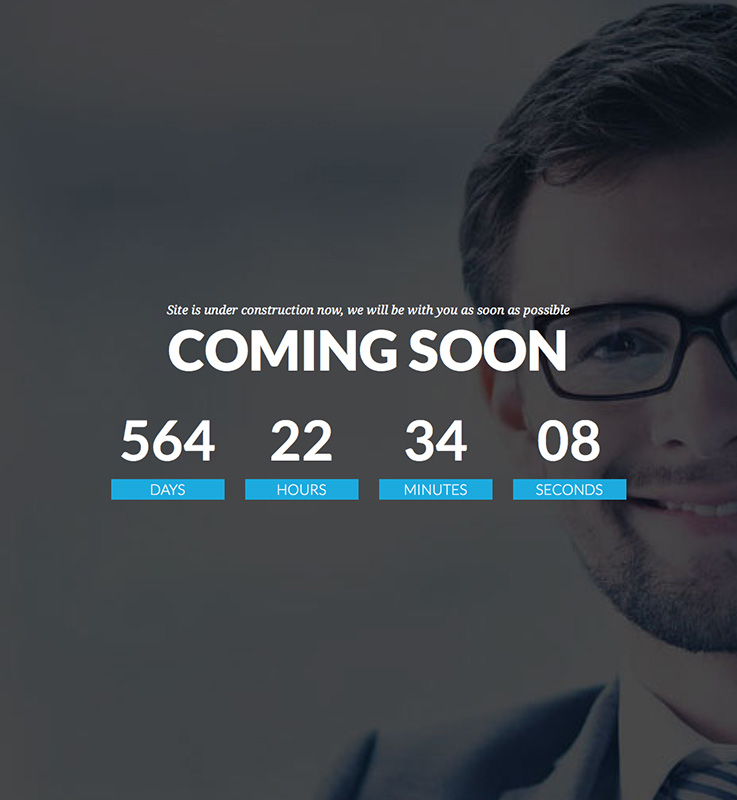 Site is under construction now, we will be with you as soon as possible
COMING SOON
564 22 34 08
DAYS HOURS MINUTES SECONDS